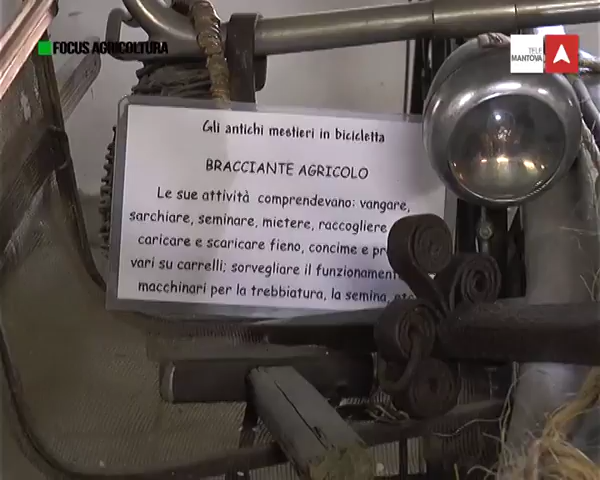 FOCUS AGRICOLTURA
TELE
MANTOVA
Gli antichi mestieri in bicicletta
BRACCIANTE AGRICOLO
Le sue attività comprendevano: vangare,
sarchiare, seminare, mietere, raccogliere
caricare e scaricare fieno, concime e
vari su carrelli; sorvegliare il
macchinari per la trebbiatura, la semina,